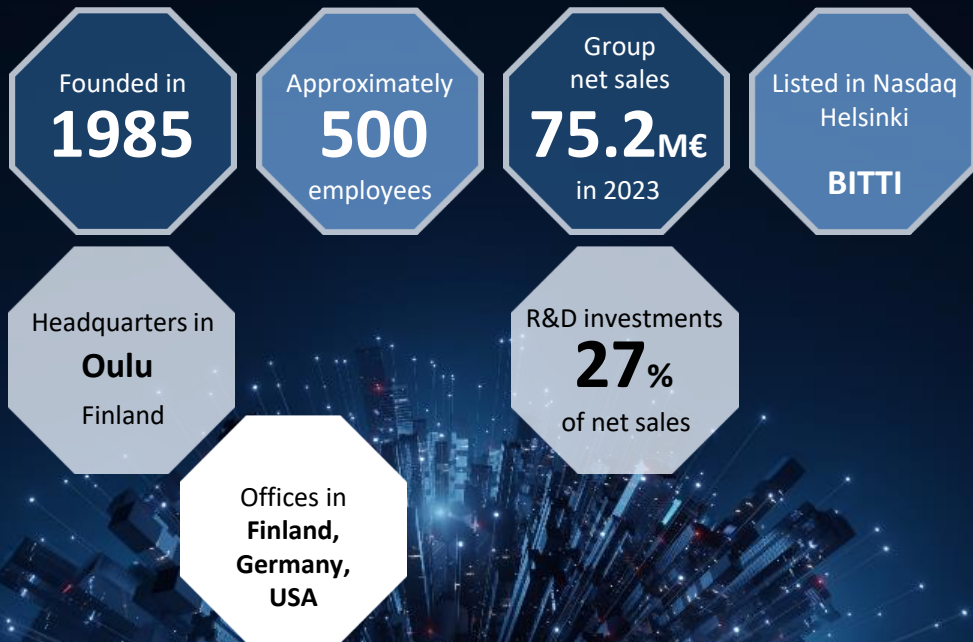 Founded in
1985
Approximately
500
employees
Group
net sales
75.2M€
in 2023
Listed in Nasdaq
Helsinki
BITTI
Headquarters in
Oulu
Finland
R&D investments
27%
of net sales
Offices in
Finland,
Germany,
USA